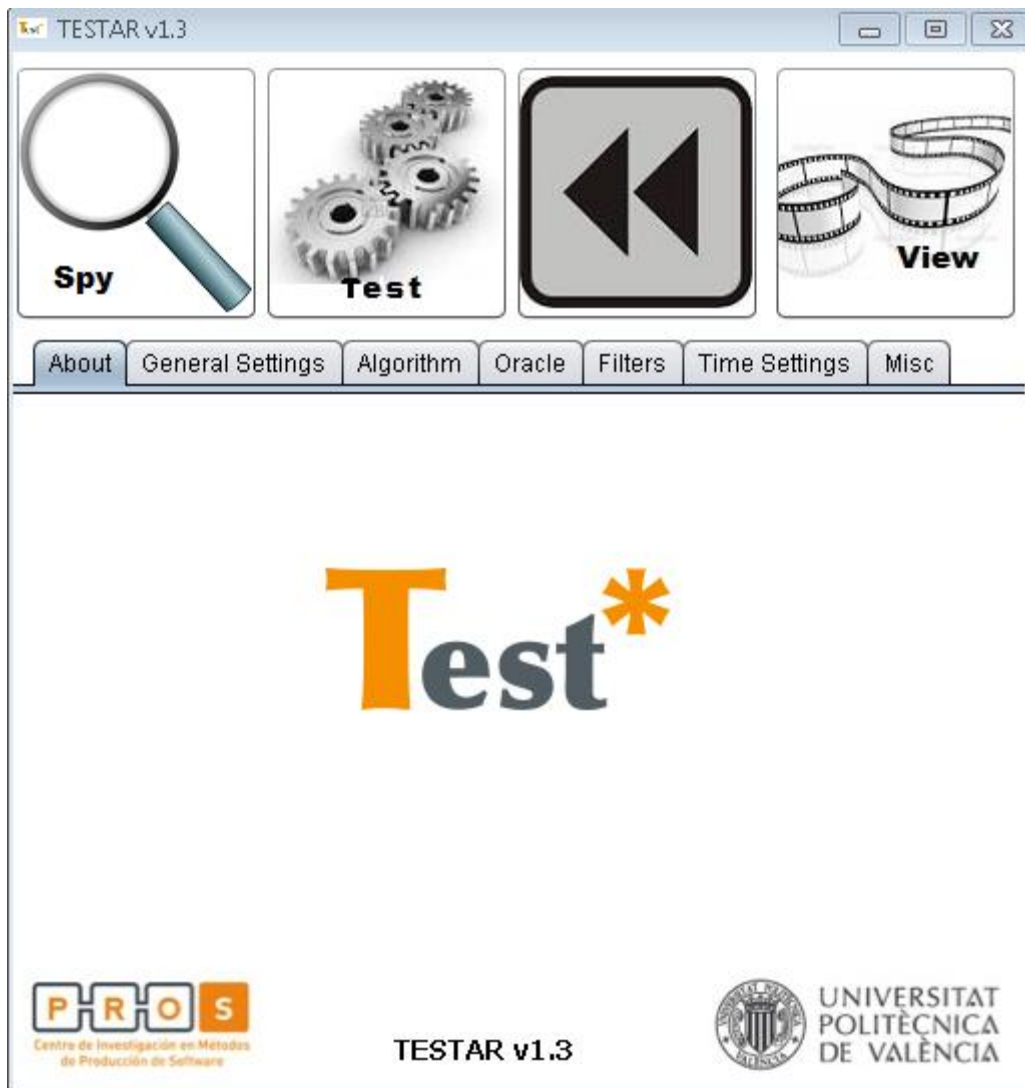 TESTAR v1.3
Spy
Test
View
About
General Settings
Algorithm
Oracle
Filters
Time Settings
Misc
Test*
PROS
Centro de Investigación en Métodos
de Producción de Software
TESTAR v1.3
UNIVERSITAT
POLITÈCNICA
DE VALÈNCIA